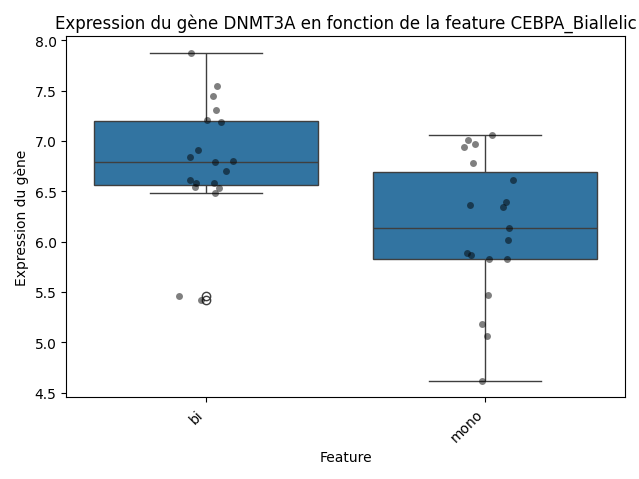 Expression du gène DNMT3A en fonction de la feature CEBPA_Biallelic
8.0
7.5
7.0
6.5
6.0
5.5
5.0
4.5
Expression du gène
bi
mono
Feature